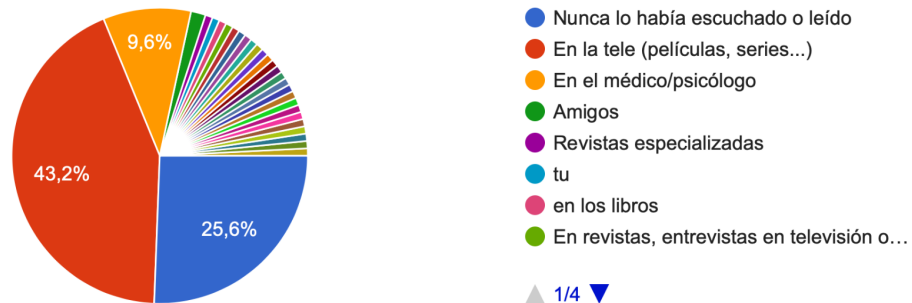 9,6%
43,2%
25,6%
Nunca lo había escuchado o leído
En la tele (películas, series...)
En el médico/psicólogo
Amigos
Revistas especializadas
tu
en los libros
En revistas, entrevistas en televisión o…
1/4